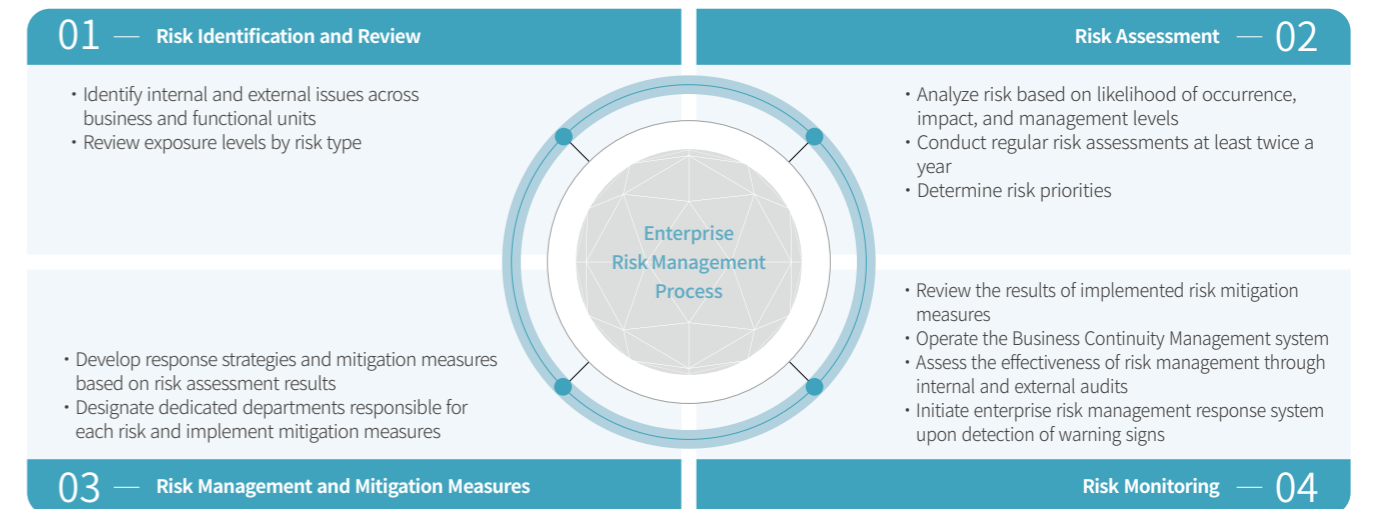 01 — Risk Identification and Review
・Identify internal and external issues across
business and functional units
・Review exposure levels by risk type
Risk Assessment — 02
・Analyze risk based on likelihood of occurrence,
impact, and management levels
・Conduct regular risk assessments at least twice a
year
・Determine risk priorities
Enterprise
Risk Management
Process
・Develop response strategies and mitigation measures
based on risk assessment results
・Designate dedicated departments responsible for
each risk and implement mitigation measures
03 — Risk Management and Mitigation Measures
・Review the results of implemented risk mitigation
measures
・Operate the Business Continuity Management system
・Assess the effectiveness of risk management through
internal and external audits
・Initiate enterprise risk management response system
upon detection of warning signs
Risk Monitoring — 04